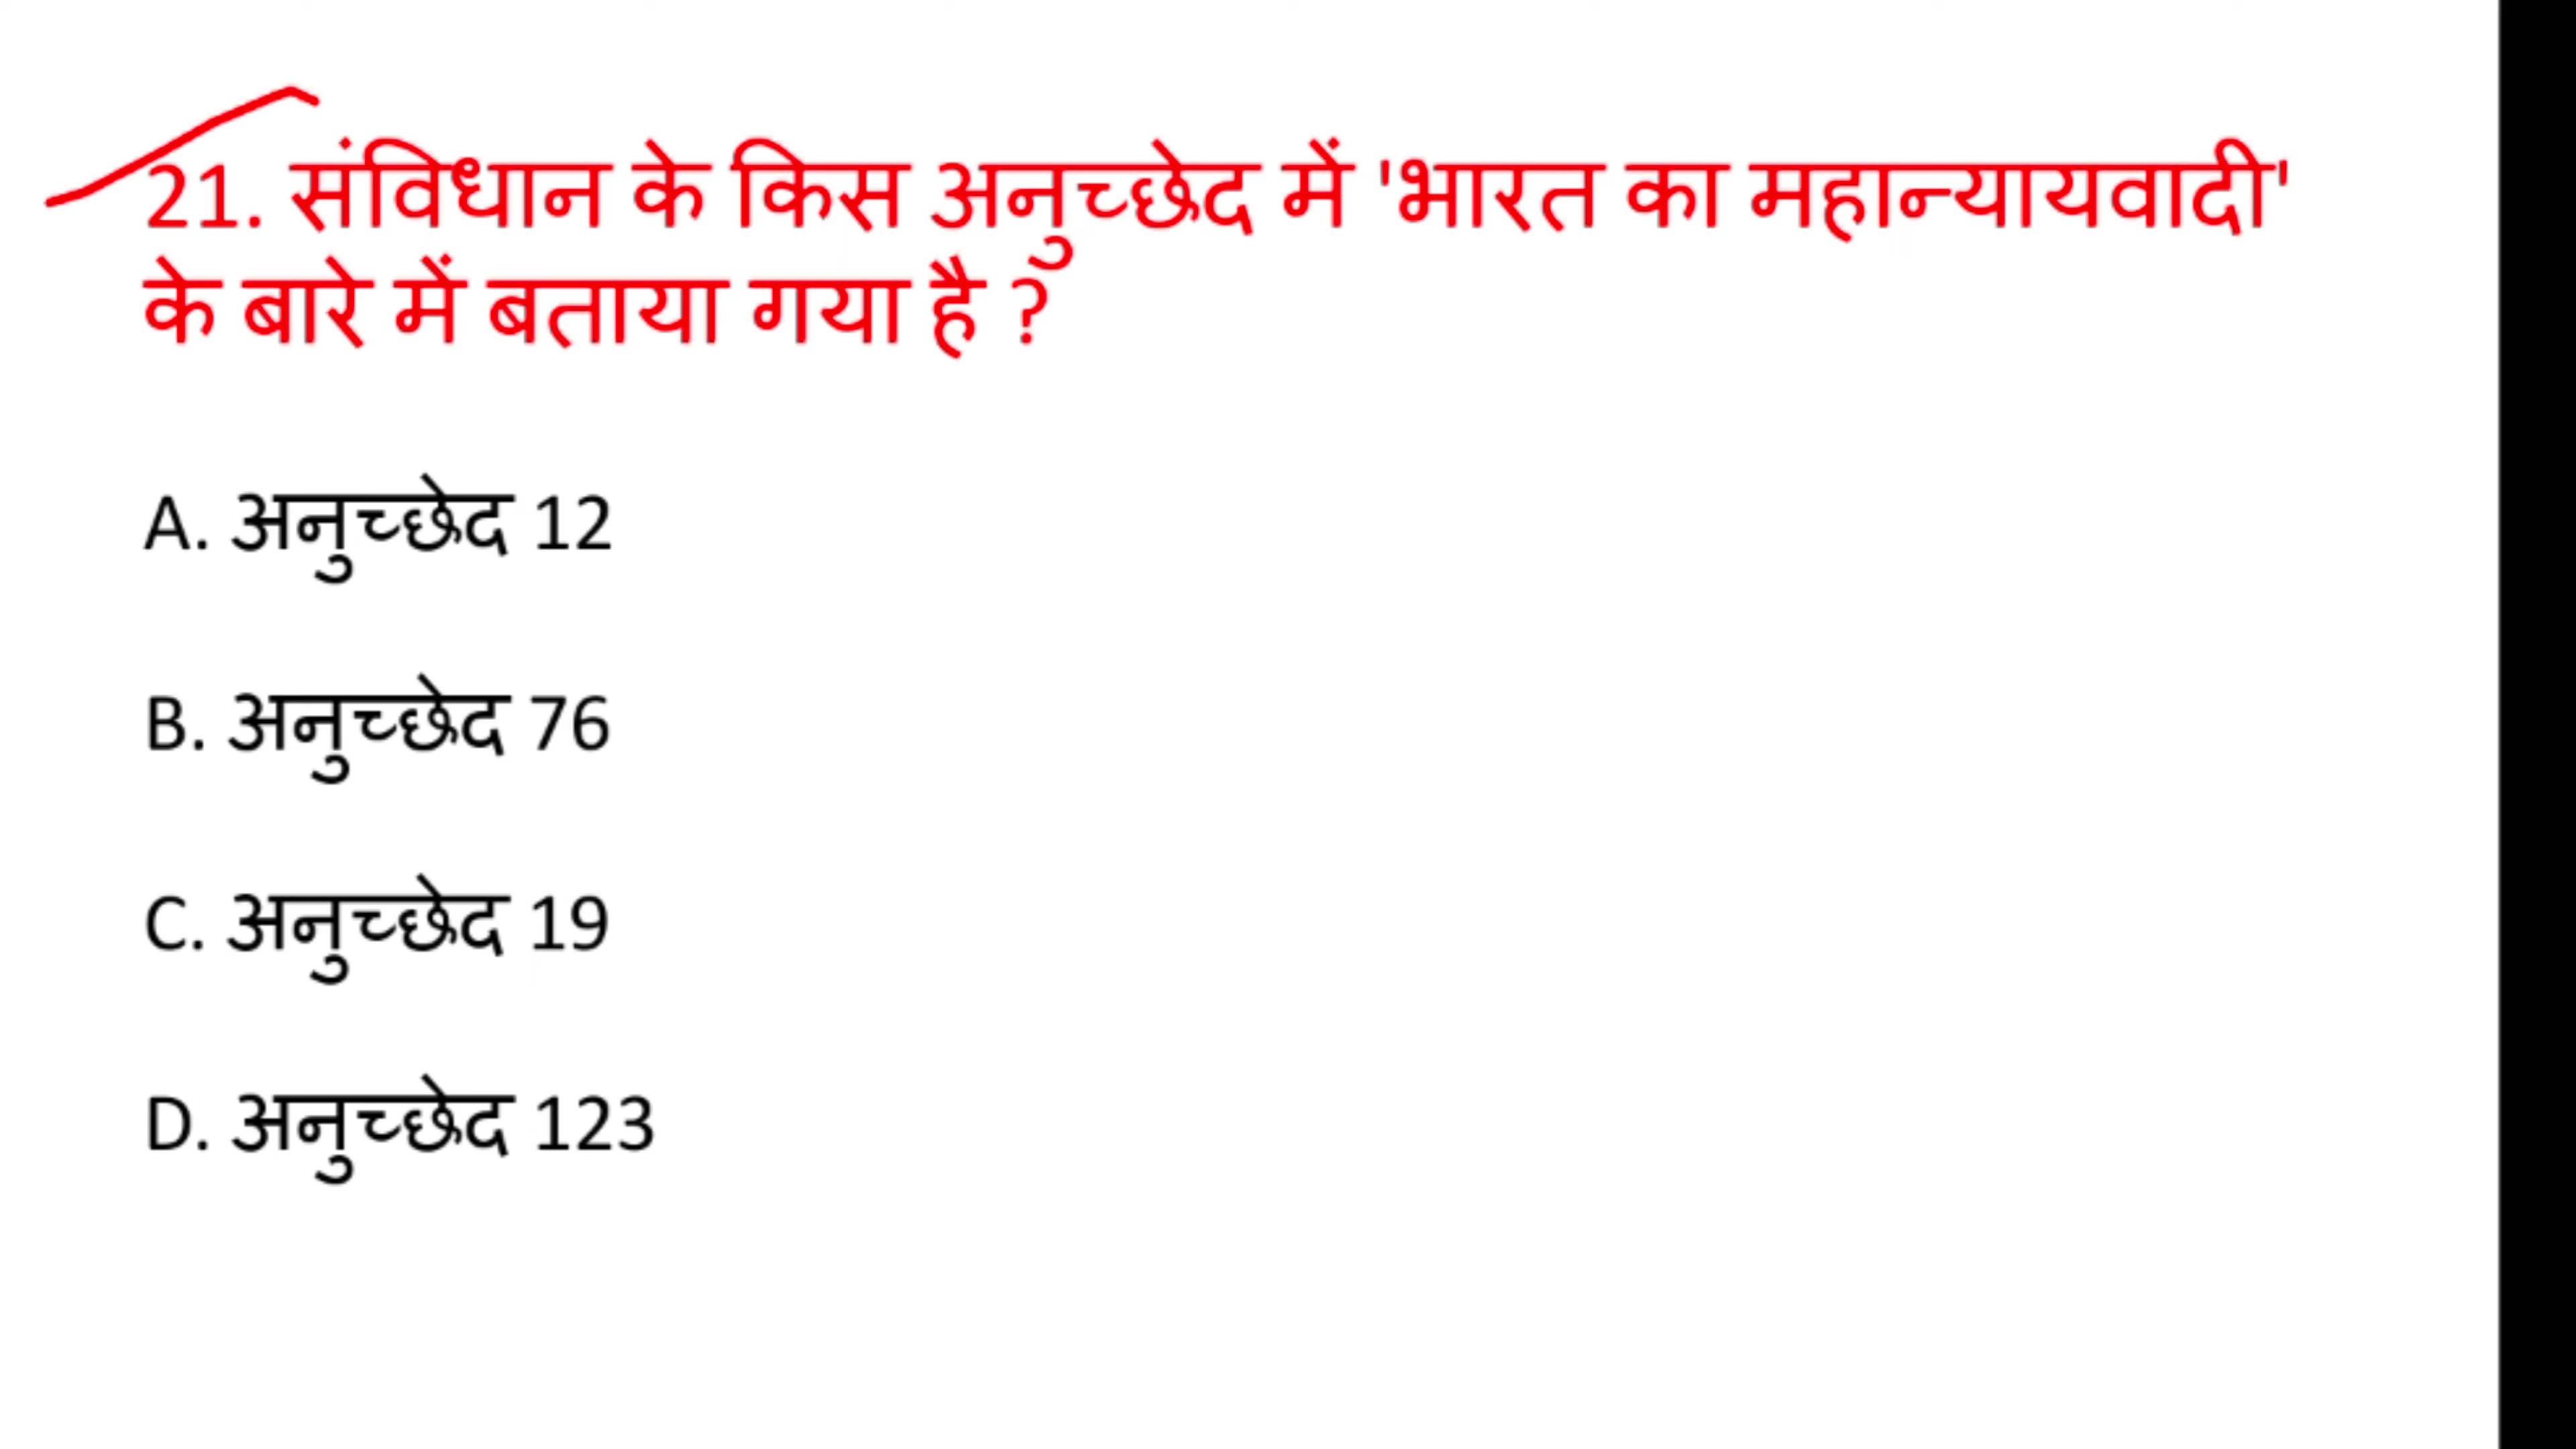 21. संविधान के किस अनुच्छेद में 'भारत का महान्यायवादी'
के बारे में बताया गया है ?
A. अनुच्छेद 12
B. अनुच्छेद 76
C. अनुच्छेद 19
D. अनुच्छेद 123